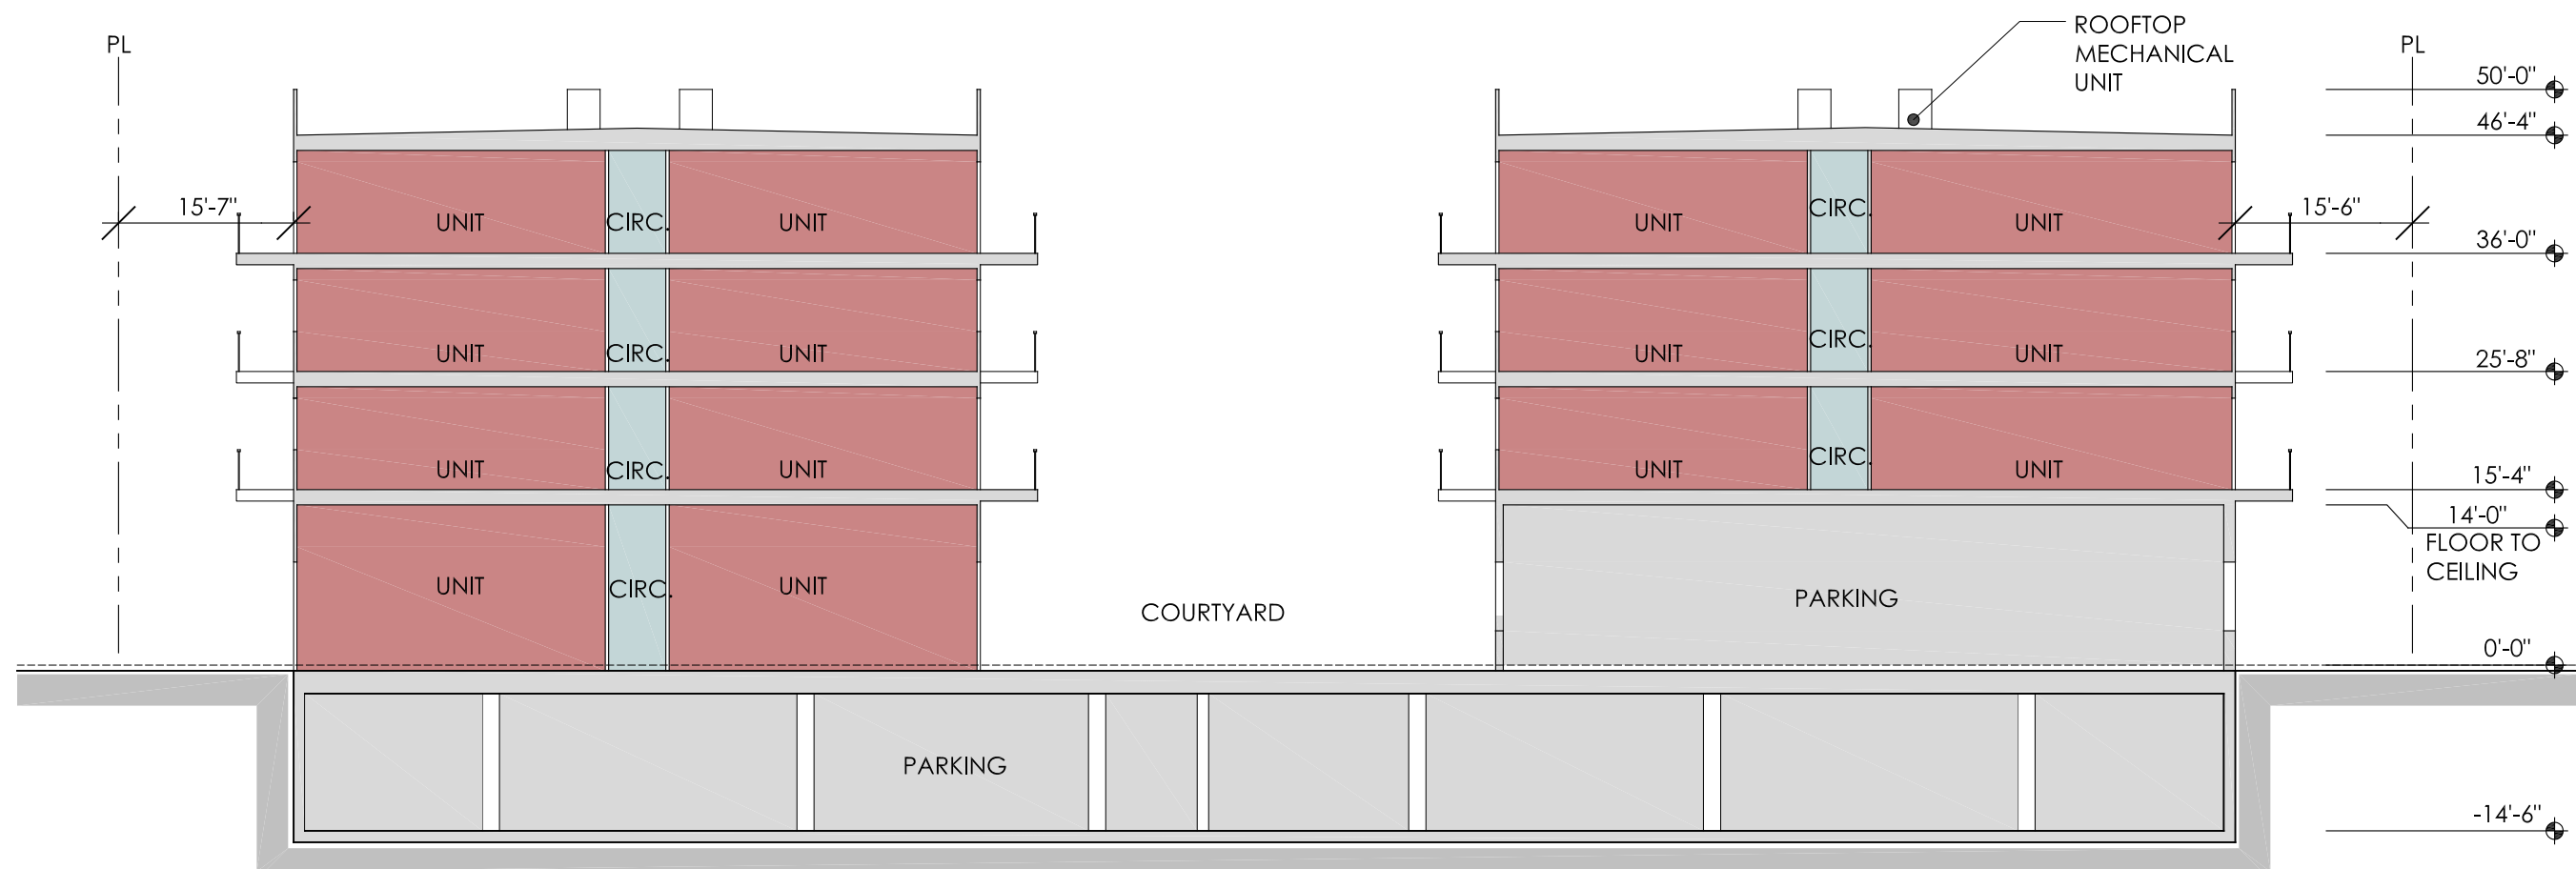 ROOFTOP
MECHANICAL
UNIT
PL
PL
50'-0"
46'-4"
15'-7"
UNIT
CIRC.
UNIT
UNIT
CIRC.
UNIT
15'-6"
36'-0"
UNIT
CIRC.
UNIT
UNIT
CIRC.
UNIT
25'-8"
UNIT
CIRC.
UNIT
UNIT
CIRC.
UNIT
15'-4"
14'-0"
FLOOR TO
CEILING
UNIT
CIRC.
UNIT
COURTYARD
PARKING
0'-0"
PARKING
-14'-6"